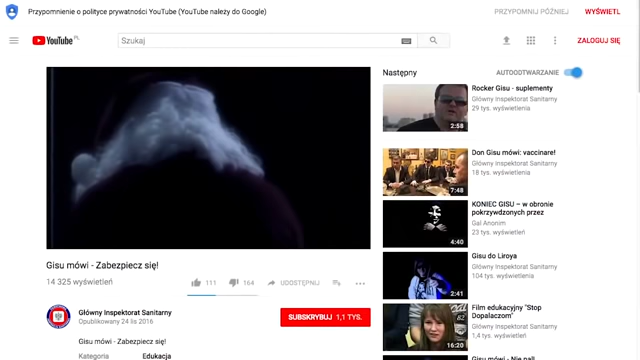 Przypomnienie o polityce prywatności YouTube (YouTube należy do Google)
PRZYPOMNIJ PÓŹNIEJ
WYŚWIETL
YouTube PL
Szukaj
ZALOGUJ SIĘ
Następny
AUTOODTWARZANIE
Rocker Gisu - suplementy
Główny Inspektorat Sanitarny
29 tys. wyświetleń
2:58
Don Gisu mówi: vaccinare!
Główny Inspektorat Sanitarny
18 tys. wyświetleń
7:48
KONIEC GISU – w obronie
pokrzywdzonych przez
Gal Anonim
23 tys. wyświetleń
4:40
Gisu do Liroya
Główny Inspektorat Sanitarny
104 tys. wyświetleń
2:41
Film edukacyjny "Stop
Dopalaczom"
Główny Inspektorat Sanitarny
1,4 tys. wyświetleń
16:20
Gisu mówi - Nie pal!
Gisu mówi - Zabezpiecz się!
14 325 wyświetleń
111
164
UDOSTĘPNIJ
Główny Inspektorat Sanitarny
Opublikowany 24 lis 2016
SUBSKRYBUJ 1,1 TYS.
Gisu mówi - Zabezpiecz się!
Kategoria Edukacja